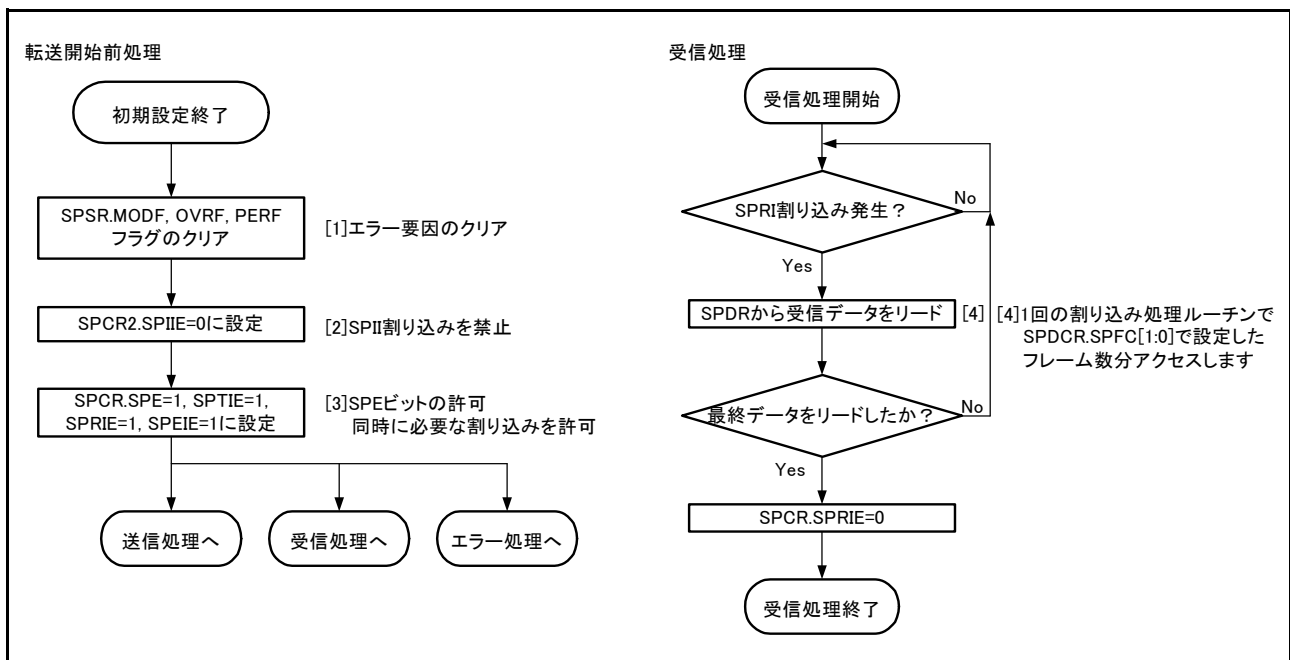 転送開始前処理
初期設定終了
SPSR.MODF, OVRF, PERF
フラグのクリア
[1]エラー要因のクリア
SPCR2.SPIIE=0に設定
[2]SPII割り込みを禁止
SPCR.SPE=1, SPTIE=1,
SPRIE=1, SPEIE=1に設定
[3]SPEビットの許可
同時に必要な割り込みを許可
送信処理へ
受信処理へ
エラー処理へ
受信処理
受信処理開始
SPRI割り込み発生？
No
Yes
SPDRから受信データをリード
[4]
[4]1回の割り込み処理ルーチンで
SPDCR.SPFC[1:0]で設定した
フレーム数分アクセスします
最終データをリードしたか？
No
Yes
SPCR.SPRIE=0
受信処理終了